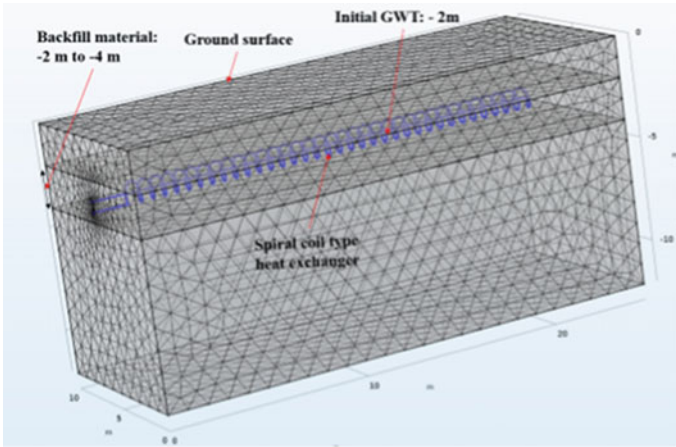 Initial GWT: - 2m
Backfill material:
-2 m to -4 m
Ground surface
0
-5
m
-10
Spiral coil type
heat exchanger
20
10
m
10
5
m
0 0